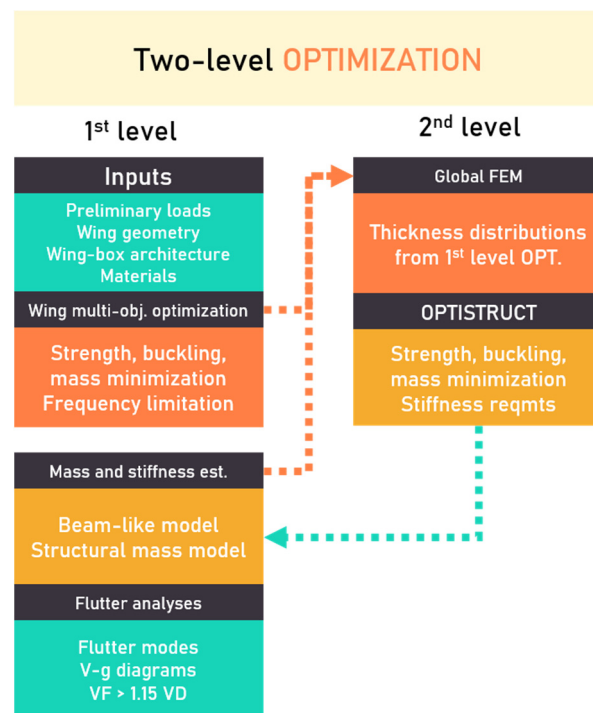 Two-level OPTIMIZATION
1st level
Inputs
Preliminary loads
Wing geometry
Wing-box architecture
Materials
Wing multi-obj. optimization
Strength, buckling,
mass minimization
Frequency limitation
Mass and stiffness est.
Beam-like model
Structural mass model
Flutter analyses
Flutter modes
V-g diagrams
VF > 1.15 VD
2nd level
Global FEM
Thickness distributions
from 1st level OPT.
OPTISTRUCT
Strength, buckling,
mass minimization
Stiffness reqmts